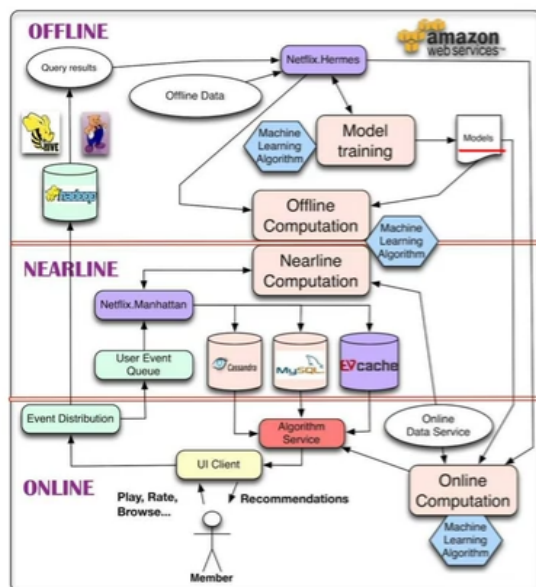 OFFLINE
amazon
web services™
Query results
Netflix.Hermes
Offline Data
HIVE
Machine
Learning
Algorithm
Model
training
Models
hadoop
Offline
Computation
Machine
Learning
Algorithm
NEARLINE
Nearline
Computation
Netflix.Manhattan
User Event
Queue
Cassandra
MySQL
EVcache
Event Distribution
Algorithm
Service
Online
Data Service
UI Client
ONLINE
Play, Rate,
Browse...
Recommendations
Online
Computation
Machine
Learning
Algorithm
Member